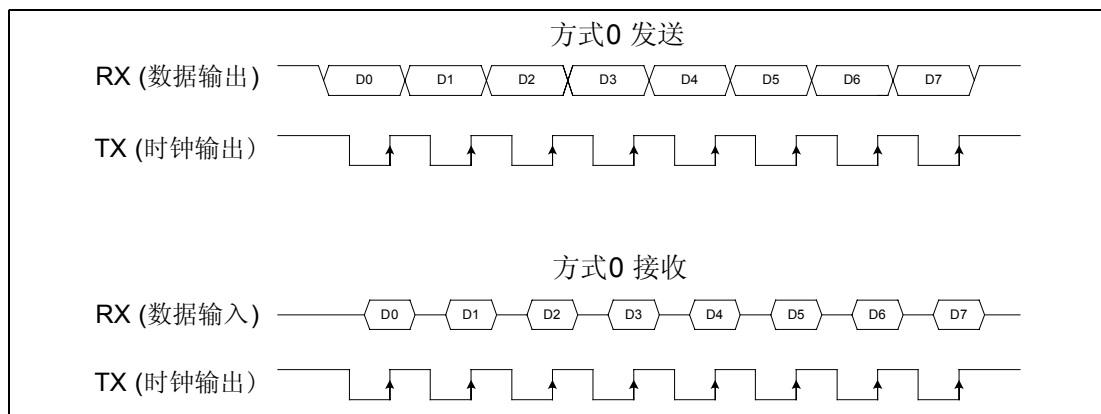 方式0 发送
RX (数据输出) D0 D1 D2 D3 D4 D5 D6 D7
TX (时钟输出）
方式0 接收
RX (数据输入) D0 D1 D2 D3 D4 D5 D6 D7
TX (时钟输出）